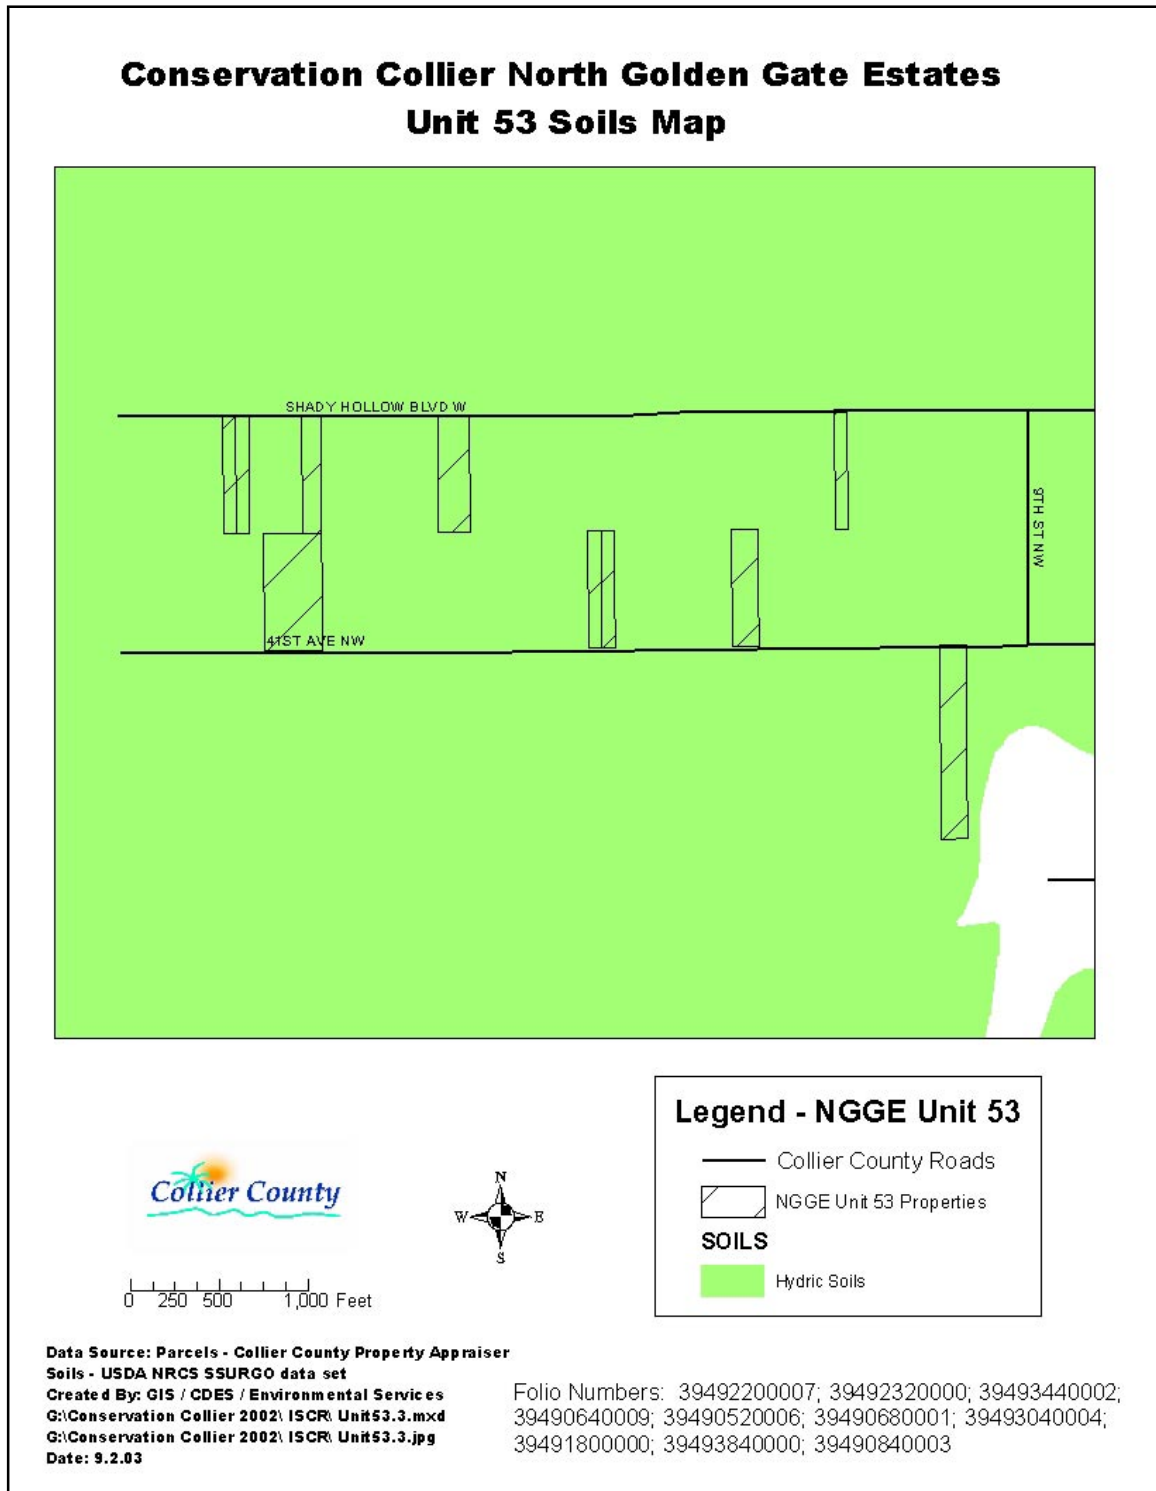 Conservation Collier North Golden Gate Estates
Unit 53 Soils Map
SHADY HOLLOW BLVD W
9TH ST NW
41ST AVE NW
Legend - NGGE Unit 53
Collier County Roads
NGGE Unit 53 Properties
SOILS
Hydric Soils
Collier County
N
W E
S
0 250 500 1,000 Feet
Data Source: Parcels - Collier County Property Appraiser
Soils - USDA NRCS SSURGO data set
Created By: GIS / CDES / Environmental Services
G:\Conservation Collier 2002\ ISCR\ Unit53.3.mxd
G:\Conservation Collier 2002\ ISCR\ Unit53.3.jpg
Date: 9.2.03
Folio Numbers: 39492200007; 39492320000; 39493440002;
39490640009; 39490520006; 39490680001; 39493040004;
39491800000; 39493840000; 39490840003